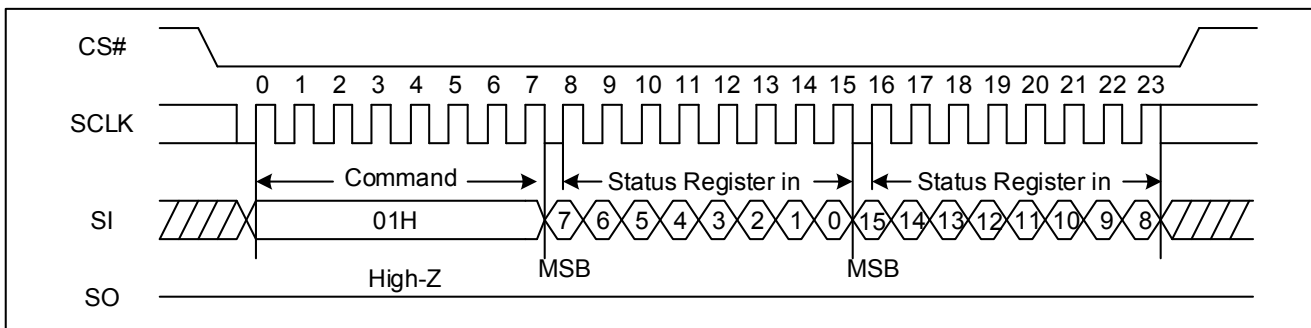 CS#
0 1 2 3 4 5 6 7 8 9 10 11 12 13 14 15 16 17 18 19 20 21 22 23
SCLK
Command Status Register in Status Register in
SI 01H 7 6 5 4 3 2 1 0 15 14 13 12 11 10 9 8
MSB MSB
High-Z
SO